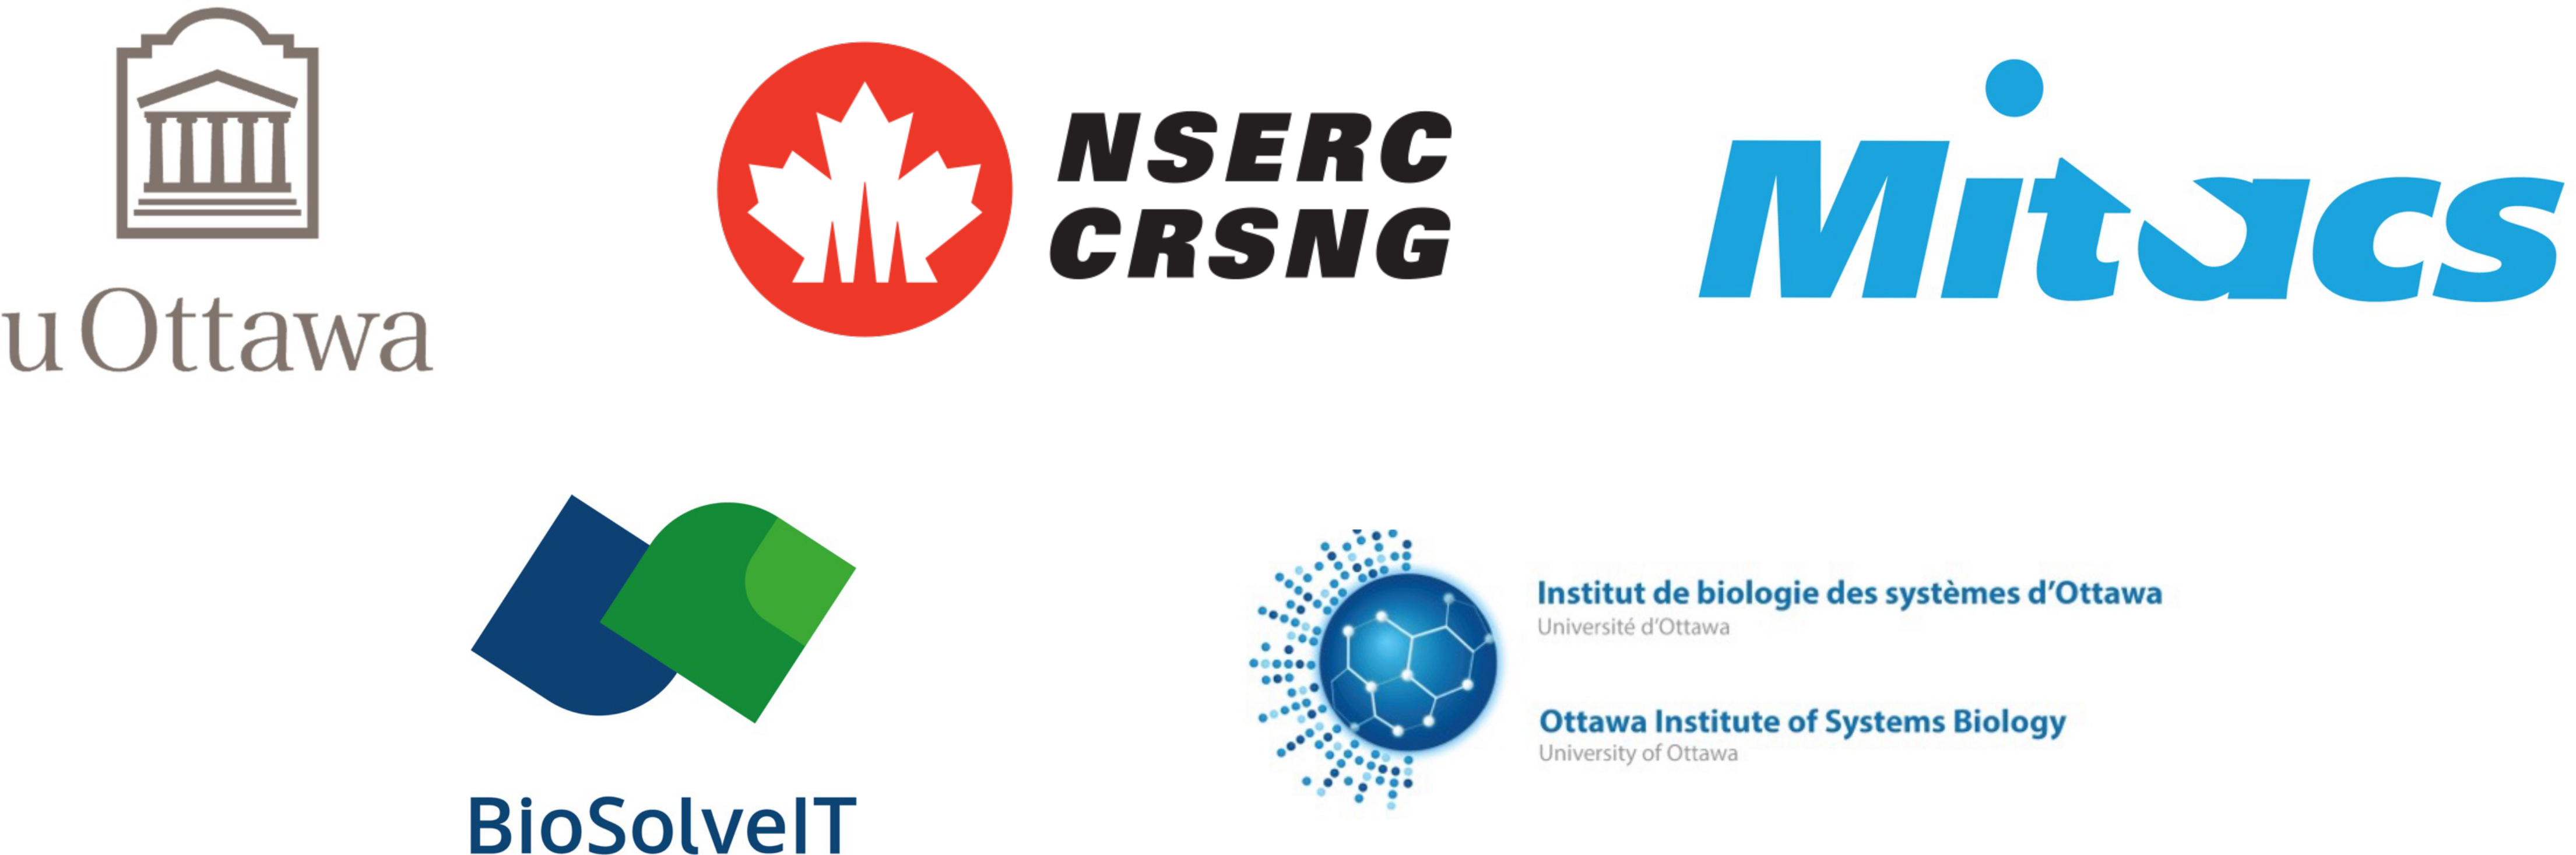 uOttawa
NSERC
CRSNG
Mitacs
BioSolveIT
Institut de biologie des systèmes d'Ottawa
Université d'Ottawa
Ottawa Institute of Systems Biology
University of Ottawa